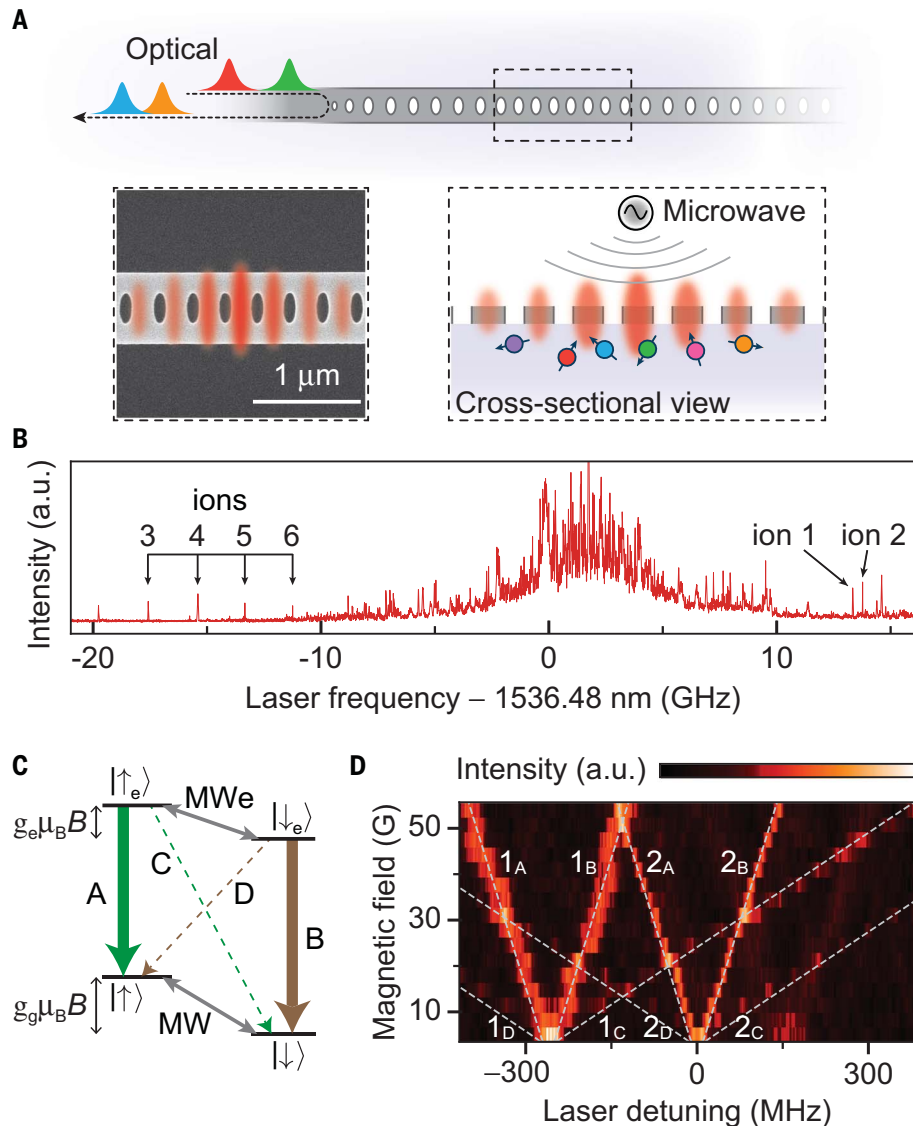 A
Optical
1 μm
Microwave
Cross-sectional view
B
Intensity (a.u.)
ions
3 4 5 6
ion 1 ion 2
-20 -10 0 10
Laser frequency – 1536.48 nm (GHz)
C
|↑e⟩
MWe
|↓e⟩
geμBB
A
C
D
B
|↑⟩
ggμBB
MW
|↓⟩
D
Intensity (a.u.)
Magnetic field (G)
50
30
10
1A 1B 2A 2B
1D 1C 2D 2C
−300 0 300
Laser detuning (MHz)